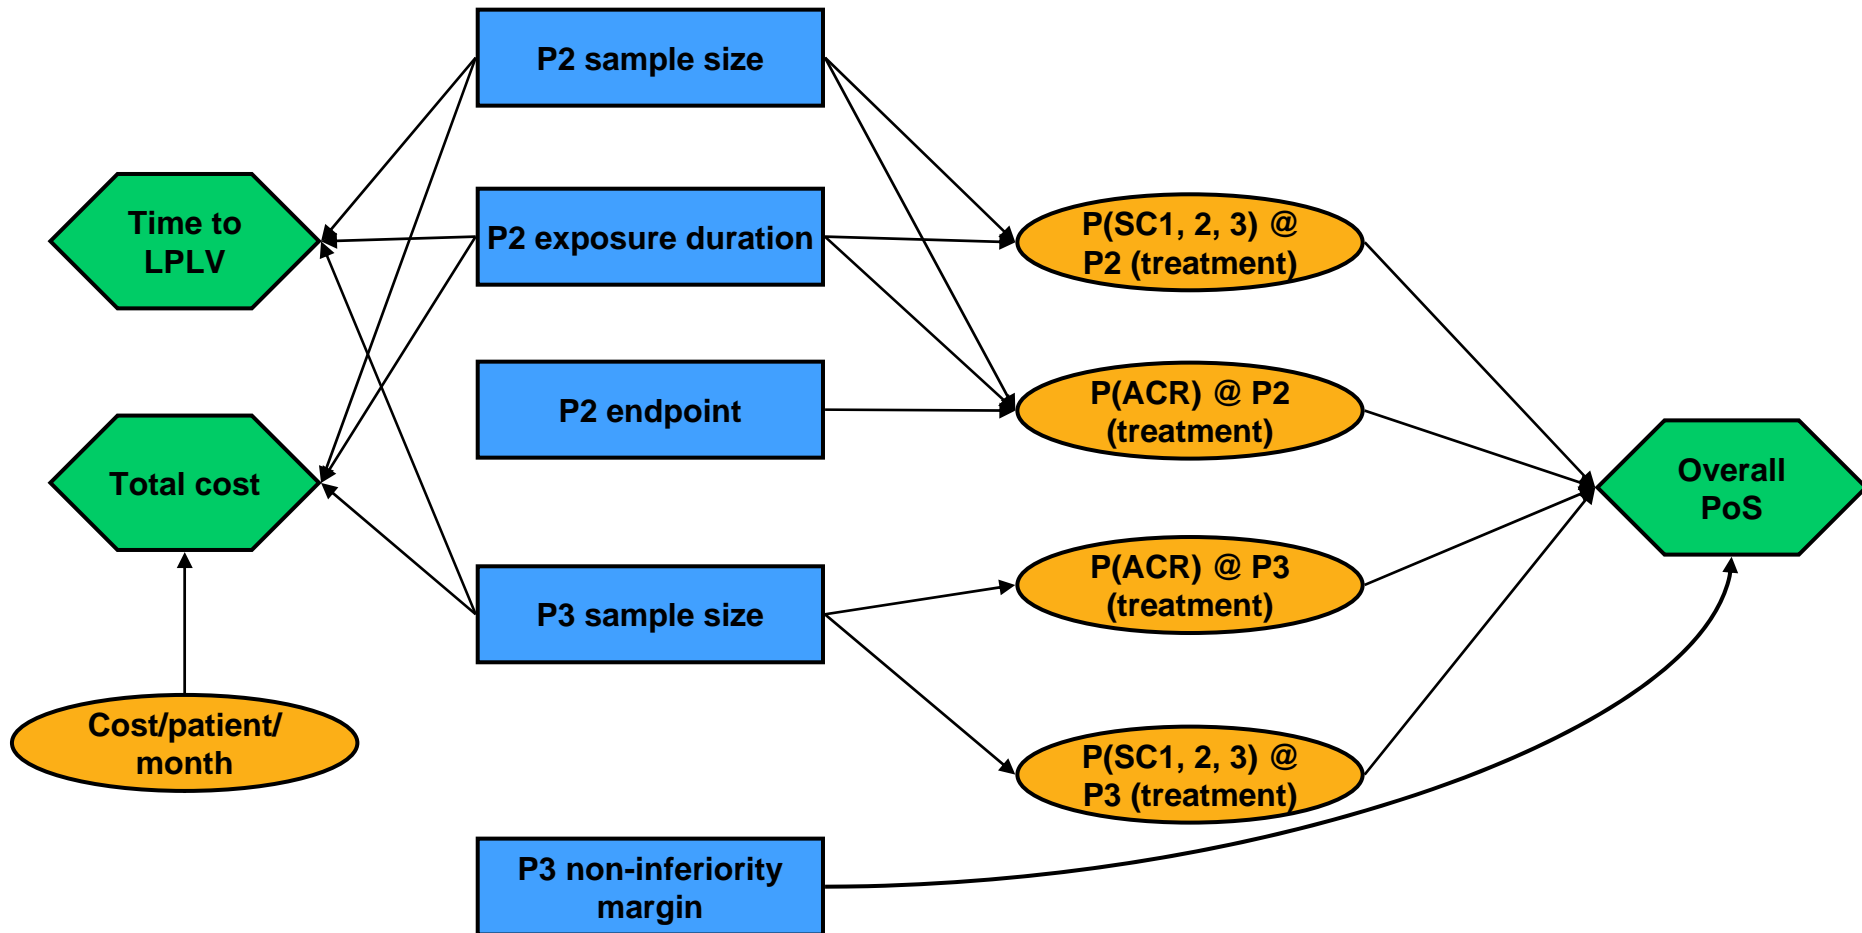 P2 sample size
Time to
LPLV
P2 exposure duration
P(SC1, 2, 3) @
P2 (treatment)
P2 endpoint
P(ACR) @ P2
(treatment)
Total cost
Overall
PoS
P3 sample size
P(ACR) @ P3
(treatment)
Cost/patient/
month
P(SC1, 2, 3) @
P3 (treatment)
P3 non-inferiority
margin